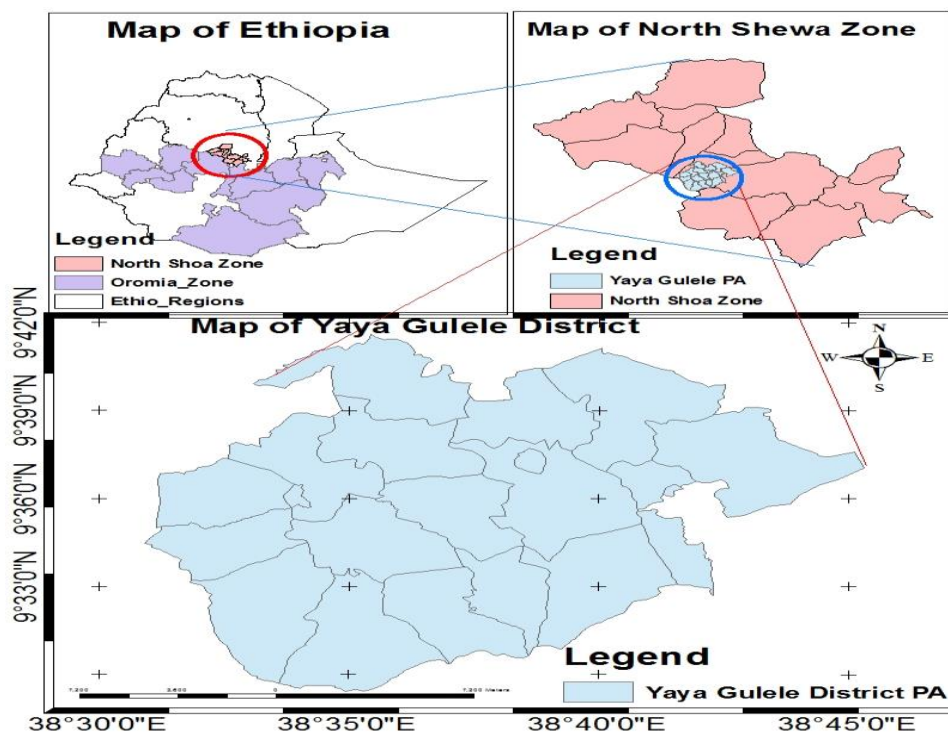 Map of Ethiopia
Legend
North Shoa Zone
Oromia_Zone
Ethio_Regions
Map of North Shewa Zone
Legend
Yaya Gulele PA
North Shoa Zone
Map of Yaya Gulele District
N
W E
S
9°42'0"N
9°39'0"N
9°36'0"N
9°33'0"N
Legend
Yaya Gulele District PA
0
Meters
38°30'0"E 38°35'0"E 38°40'0"E 38°45'0"E